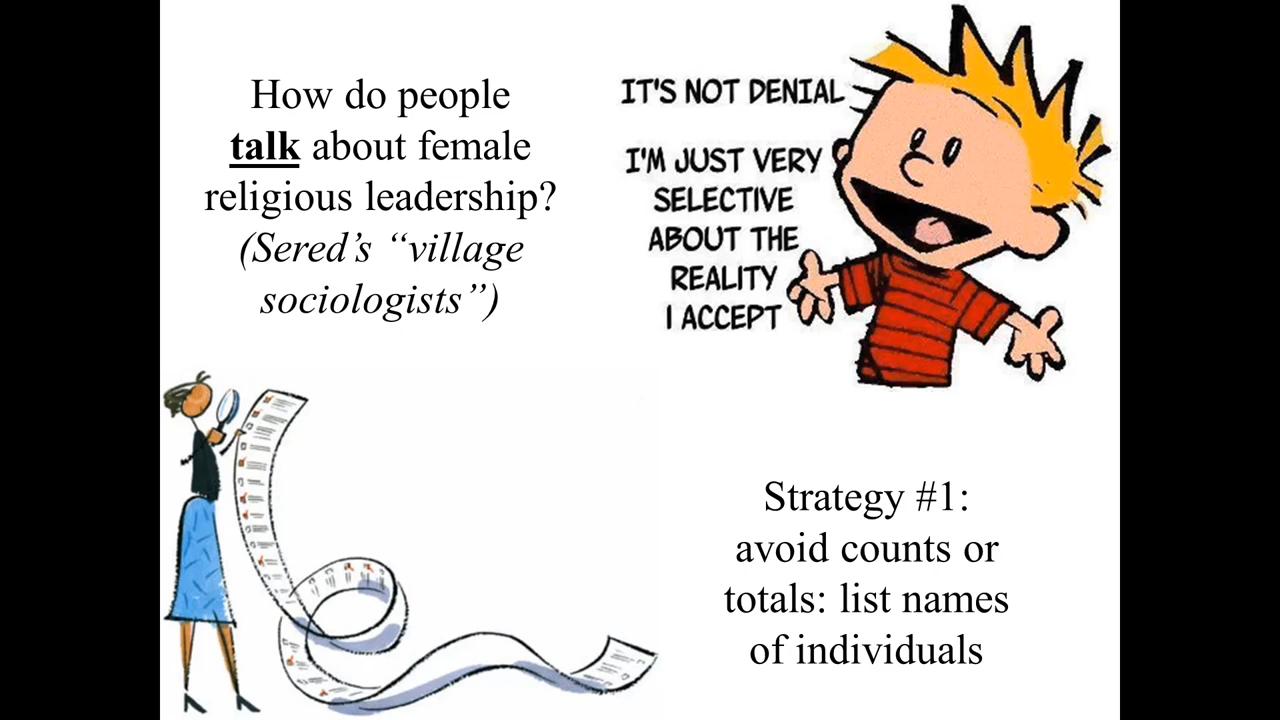 How do people
talk about female
religious leadership?
(Sered’s “village
sociologists”)
IT'S NOT DENIAL
I'M JUST VERY
SELECTIVE
ABOUT THE
REALITY
I ACCEPT
Strategy #1:
avoid counts or
totals: list names
of individuals